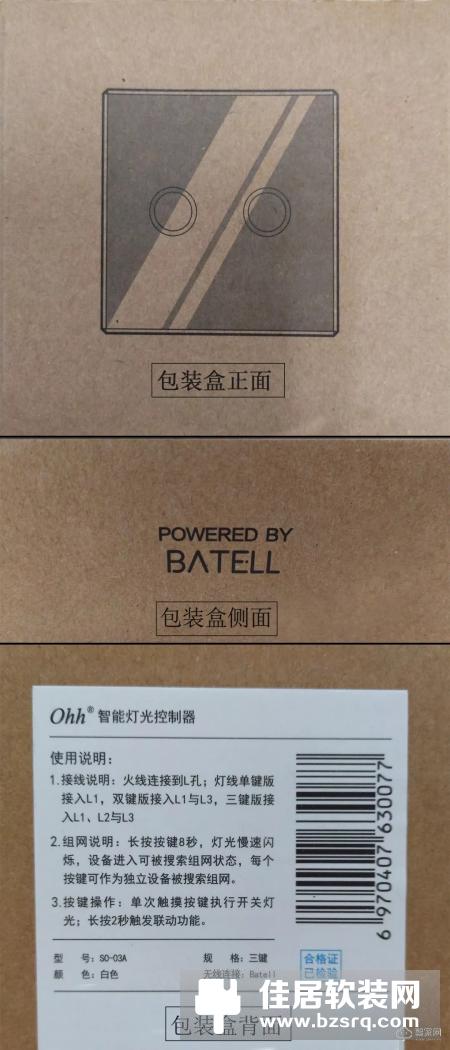 包装盒正面
POWERED BY
BATELL
包装盒侧面
Ohh® 智能灯光控制器
使用说明：
1.接线说明：火线连接到L孔；灯线单键版
接入L1，双键版接入L1与L3，三键版接
入L1、L2与L3
2.组网说明：长按按键8秒，灯光慢速闪
烁，设备进入可被搜索组网状态，每个
按键可作为独立设备被搜索组网。
3.按键操作：单次触摸按键执行开关灯
光；长按2秒触发联动功能。
6 970407 630077
型 号：SO-03A 规 格：三键
颜 色：白色 无线连接：Batell
合格证
已检验
包装盒背面
住居软装网
www.bzsrq.com
智家网